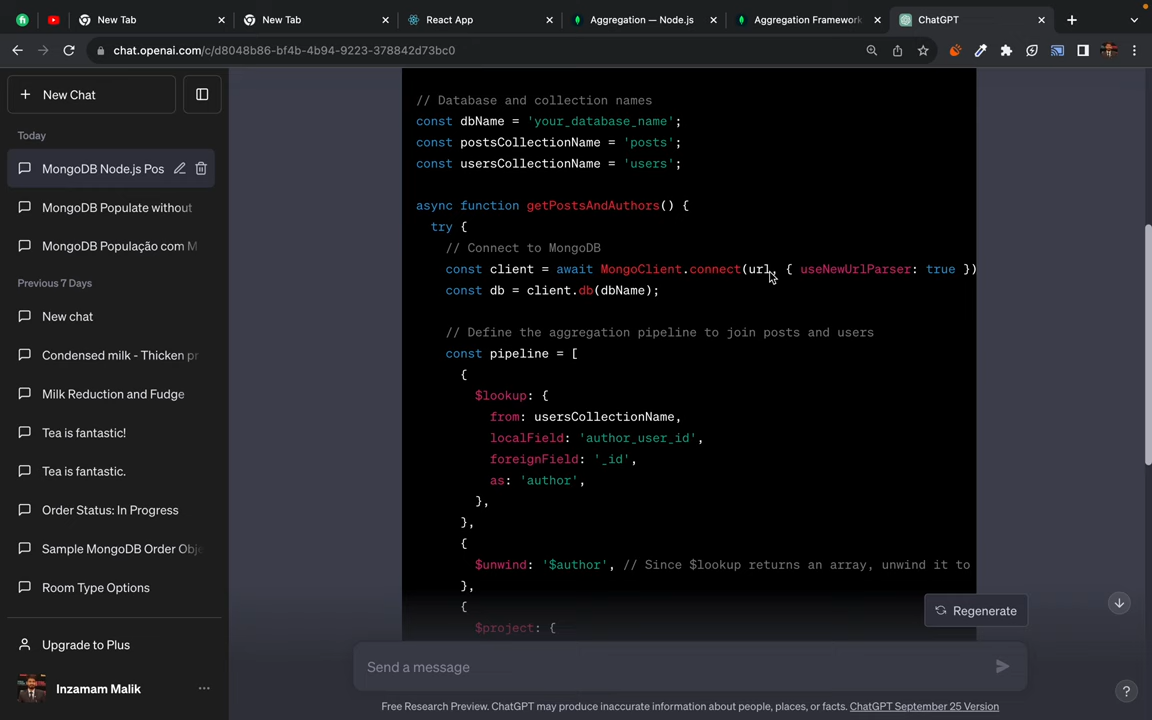 New Tab
New Tab
React App
Aggregation — Node.js
Aggregation Framework
ChatGPT
chat.openai.com/c/d8048b86-bf4b-4b94-9223-378842d73bc0
New Chat
Today
MongoDB Node.js Pos
MongoDB Populate without
MongoDB População com M
Previous 7 Days
New chat
Condensed milk - Thicken pr
Milk Reduction and Fudge
Tea is fantastic!
Tea is fantastic.
Order Status: In Progress
Sample MongoDB Order Obj
Room Type Options
Upgrade to Plus
Inzamam Malik
// Database and collection names
const dbName = 'your_database_name';
const postsCollectionName = 'posts';
const usersCollectionName = 'users';
async function getPostsAndAuthors() {
try {
// Connect to MongoDB
const client = await MongoClient.connect(url, { useNewUrlParser: true })
const db = client.db(dbName);
// Define the aggregation pipeline to join posts and users
const pipeline = [
{
$lookup: {
from: usersCollectionName,
localField: 'author_user_id',
foreignField: '_id',
as: 'author',
},
},
{
$unwind: '$author', // Since $lookup returns an array, unwind it to
},
{
$project: {
Regenerate
Send a message
Free Research Preview. ChatGPT may produce inaccurate information about people, places, or facts. ChatGPT September 25 Version
?